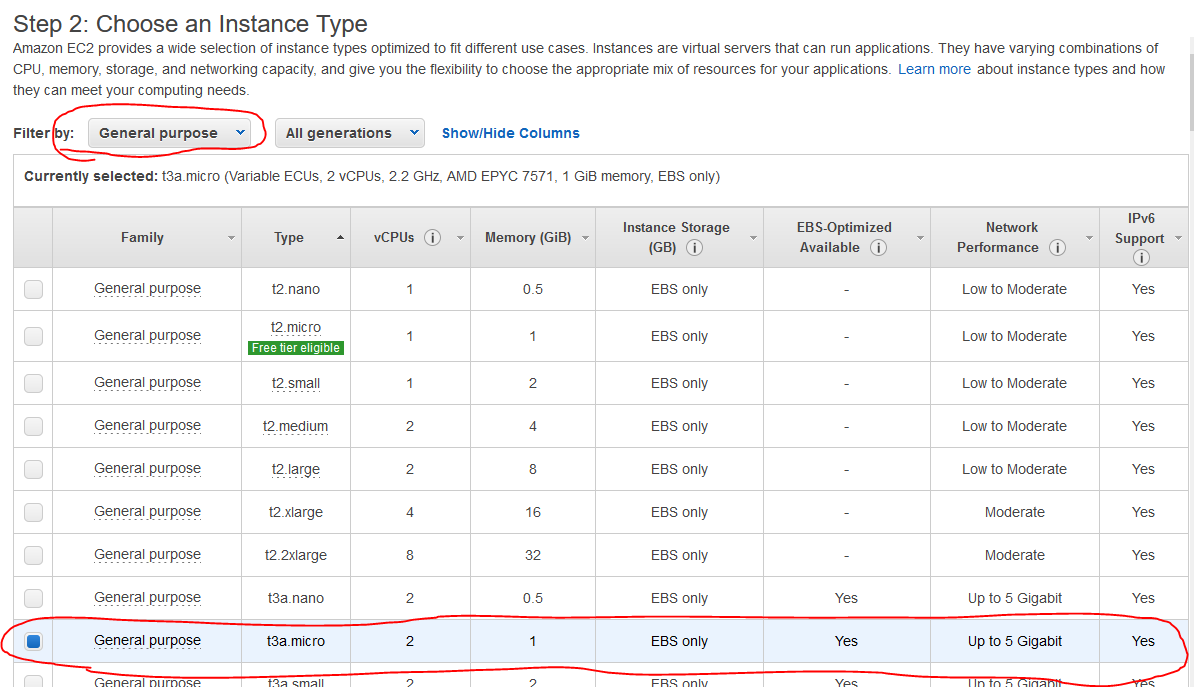 Step 2: Choose an Instance Type
Amazon EC2 provides a wide selection of instance types optimized to fit different use cases. Instances are virtual servers that can run applications. They have varying combinations of
CPU, memory, storage, and networking capacity, and give you the flexibility to choose the appropriate mix of resources for your applications. Learn more about instance types and how
they can meet your computing needs.
Filter by: General purpose All generations Show/Hide Columns
Currently selected: t3a.micro (Variable ECUs, 2 vCPUs, 2.2 GHz, AMD EPYC 7571, 1 GiB memory, EBS only)
Family Type vCPUs Memory (GiB) Instance Storage (GB) EBS-Optimized Available Network Performance IPv6 Support
General purpose t2.nano 1 0.5 EBS only - Low to Moderate Yes
General purpose t2.micro 1 1 EBS only - Low to Moderate Yes
Free tier eligible
General purpose t2.small 1 2 EBS only - Low to Moderate Yes
General purpose t2.medium 2 4 EBS only - Low to Moderate Yes
General purpose t2.large 2 8 EBS only - Low to Moderate Yes
General purpose t2.xlarge 4 16 EBS only - Moderate Yes
General purpose t2.2xlarge 8 32 EBS only - Moderate Yes
General purpose t3a.nano 2 0.5 EBS only Yes Up to 5 Gigabit Yes
General purpose t3a.micro 2 1 EBS only Yes Up to 5 Gigabit Yes
General purpose t3a.small 2 2 EBS only Yes Up to 5 Gigabit Yes